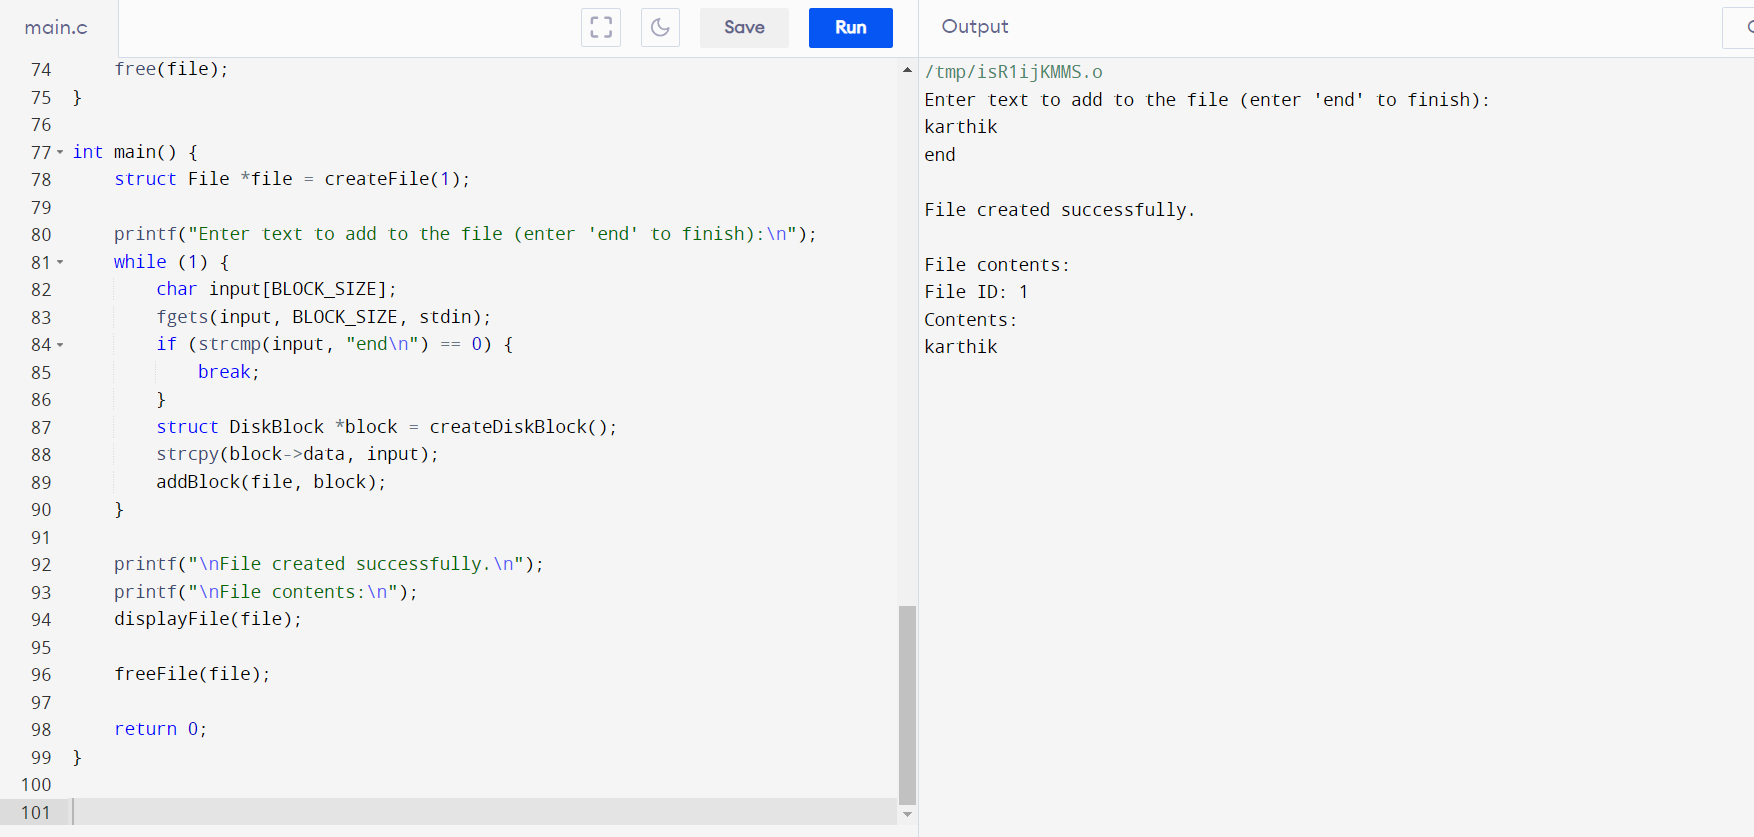 main.c
Save
Run
Output
74 free(file);
75 }
76
77 int main() {
78 struct File *file = createFile(1);
79
80 printf("Enter text to add to the file (enter 'end' to finish):\n");
81 while (1) {
82 char input[BLOCK_SIZE];
83 fgets(input, BLOCK_SIZE, stdin);
84 if (strcmp(input, "end\n") == 0) {
85 break;
86 }
87 struct DiskBlock *block = createDiskBlock();
88 strcpy(block->data, input);
89 addBlock(file, block);
90 }
91
92 printf("\nFile created successfully.\n");
93 printf("\nFile contents:\n");
94 displayFile(file);
95
96 freeFile(file);
97
98 return 0;
99 }
100
101
/tmp/isR1ijKMMS.o
Enter text to add to the file (enter 'end' to finish):
karthik
end
File created successfully.
File contents:
File ID: 1
Contents:
karthik